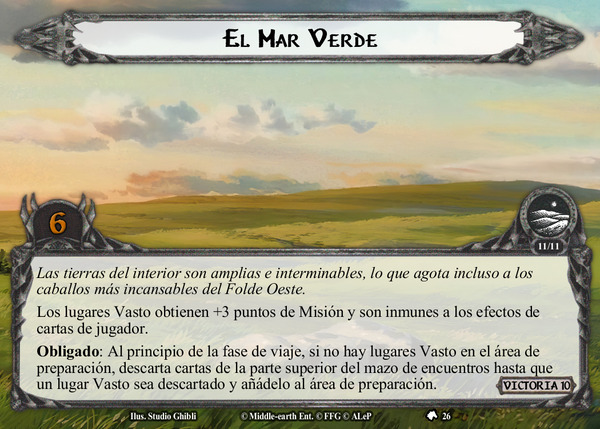 El Mar Verde
6
11/11
Las tierras del interior son amplias e interminables, lo que agota incluso a los
caballos más incansables del Folde Oeste.
Los lugares Vasto obtienen +3 puntos de Misión y son inmunes a los efectos de
cartas de jugador.
Obligado: Al principio de la fase de viaje, si no hay lugares Vasto en el área de
preparación, descarta cartas de la parte superior del mazo de encuentros hasta que
un lugar Vasto sea descartado y añádelo al área de preparación.
VICTORIA 10
Ilus. Studio Ghibli © Middle-earth Ent. © FFG © ALeP 26